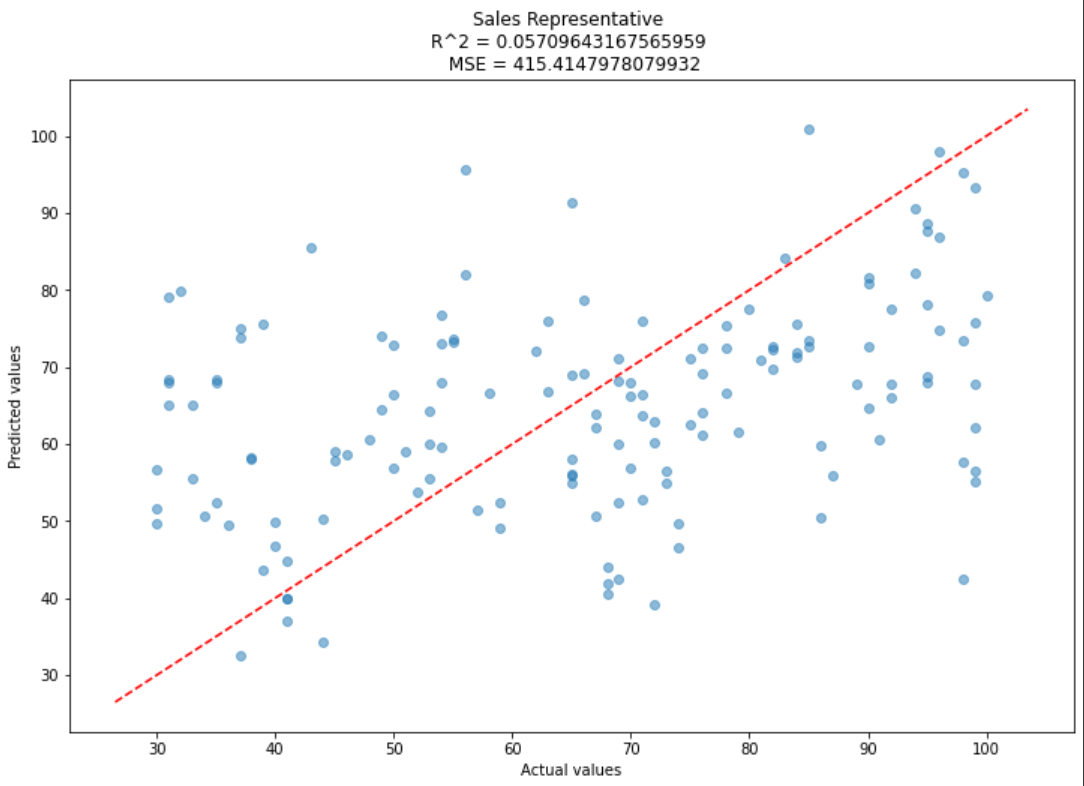 Sales Representative
R^2 = 0.05709643167565959
MSE = 415.4147978079932
100
90
80
70
60
50
40
30
Predicted values
30 40 50 60 70 80 90 100
Actual values